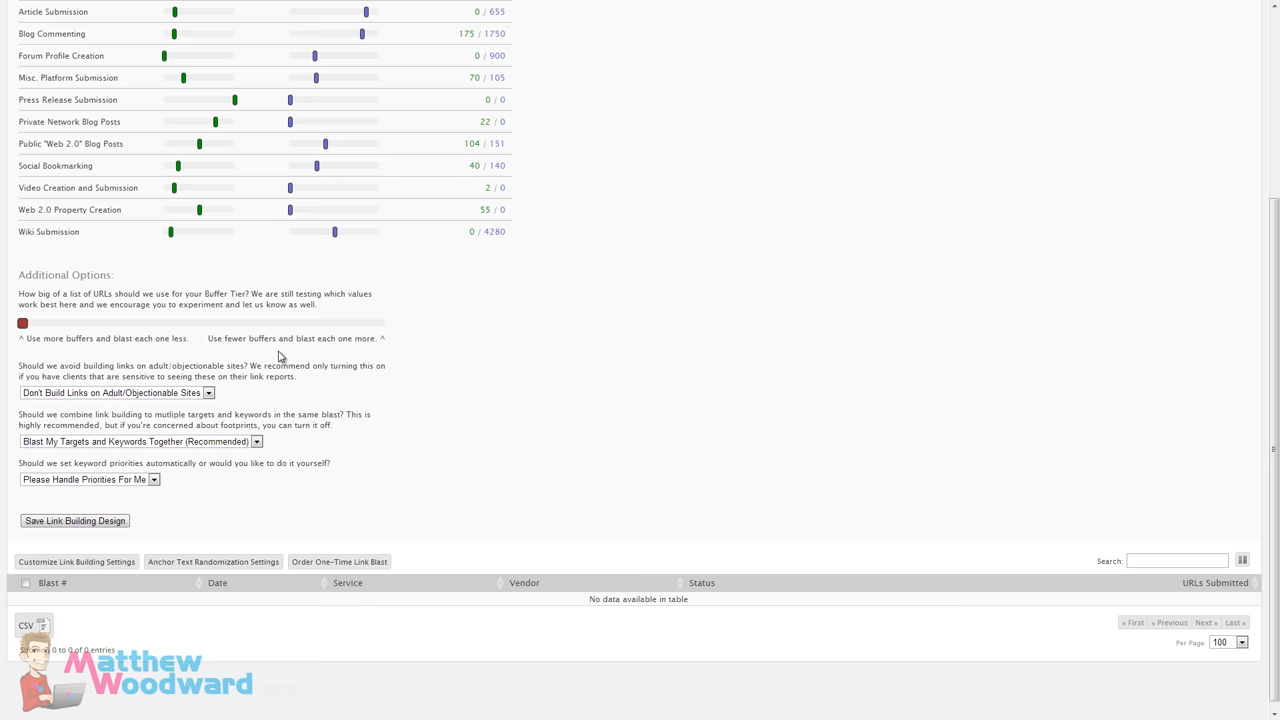 Article Submission 0 / 655
Blog Commenting 175 / 1750
Forum Profile Creation 0 / 900
Misc. Platform Submission 70 / 105
Press Release Submission 0 / 0
Private Network Blog Posts 22 / 0
Public "Web 2.0" Blog Posts 104 / 151
Social Bookmarking 40 / 140
Video Creation and Submission 2 / 0
Web 2.0 Property Creation 55 / 0
Wiki Submission 0 / 4280
Additional Options:
How big of a list of URLs should we use for your Buffer Tier? We are still testing which values
work best here and we encourage you to experiment and let us know as well.
^ Use more buffers and blast each one less. Use fewer buffers and blast each one more. ^
Should we avoid building links on adult/objectionable sites? We recommend only turning this on
if you have clients that are sensitive to seeing these on their link reports.
Don't Build Links on Adult/Objectionable Sites
Should we combine link building to mutliple targets and keywords in the same blast? This is
highly recommended, but if you're concerned about footprints, you can turn it off.
Blast My Targets and Keywords Together (Recommended)
Should we set keyword priorities automatically or would you like to do it yourself?
Please Handle Priorities For Me
Save Link Building Design
Customize Link Building Settings Anchor Text Randomization Settings Order One-Time Link Blast Search:
Blast # Date Service Vendor Status URLs Submitted
No data available in table
CSV « First « Previous Next » Last »
Per Page: 100
0 to 0 of 0 entries
Matthew
Woodward